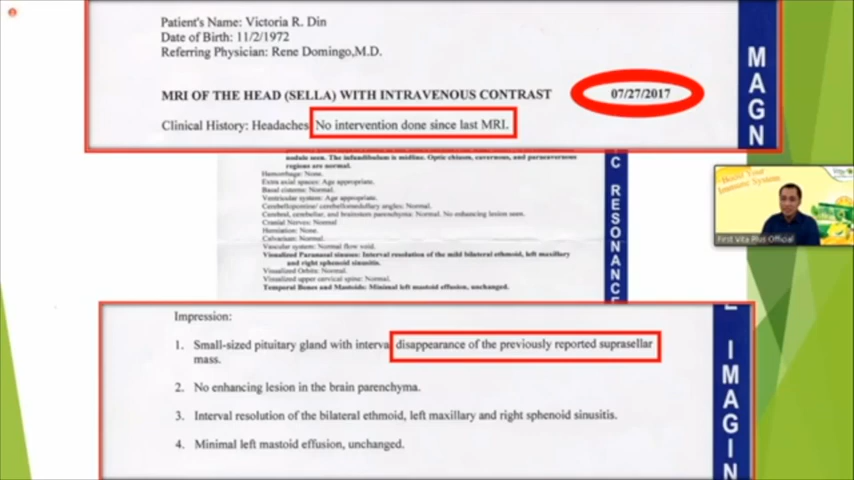 Patient's Name: Victoria R. Din
Date of Birth: 11/2/1972
Referring Physician: Rene Domingo,M.D.
MRI OF THE HEAD (SELLA) WITH INTRAVENOUS CONTRAST
07/27/2017
Clinical History: Headaches No intervention done since last MRI.
MAGN
nodule seen. The infundibulum is midline. Optic chiasm, cavernous, and paracavernous
regions are normal.
Hemorrhage: None.
Extra axial spaces: Age appropriate.
Basal cisterns: Normal.
Ventricular system: Age appropriate.
Cerebellopontine/ cerebellomedullary angles: Normal.
Cerebral, cerebellar, and brainstem parenchyma: Normal. No enhancing lesion seen.
Cranial Nerves: Normal
Herniation: None.
Calvarium: Normal.
Vascular system: Normal flow void.
Visualized Paranasal sinuses: Interval resolution of the mild bilateral ethmoid, left maxillary
and right sphenoid sinusitis.
Visualized Orbits: Normal.
Visualized upper cervical spine: Normal.
Temporal Bones and Mastoids: Minimal left mastoid effusion, unchanged.
C RESONANCE
Boost Your
Immune System
First Vita Plus Official
Impression:
1. Small-sized pituitary gland with interva disappearance of the previously reported suprasellar
mass.
2. No enhancing lesion in the brain parenchyma.
3. Interval resolution of the bilateral ethmoid, left maxillary and right sphenoid sinusitis.
4. Minimal left mastoid effusion, unchanged.
E IMAGIN